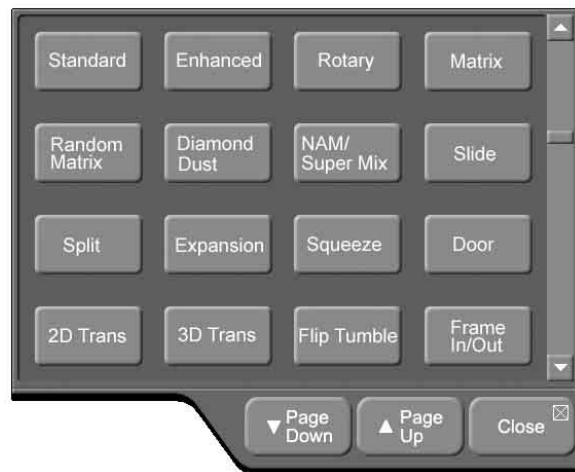 Standard
Enhanced
Rotary
Matrix
Random
Matrix
Diamond
Dust
NAM/
Super Mix
Slide
Split
Expansion
Squeeze
Door
2D Trans
3D Trans
Flip Tumble
Frame
In/Out
Page
Down
Page
Up
Close